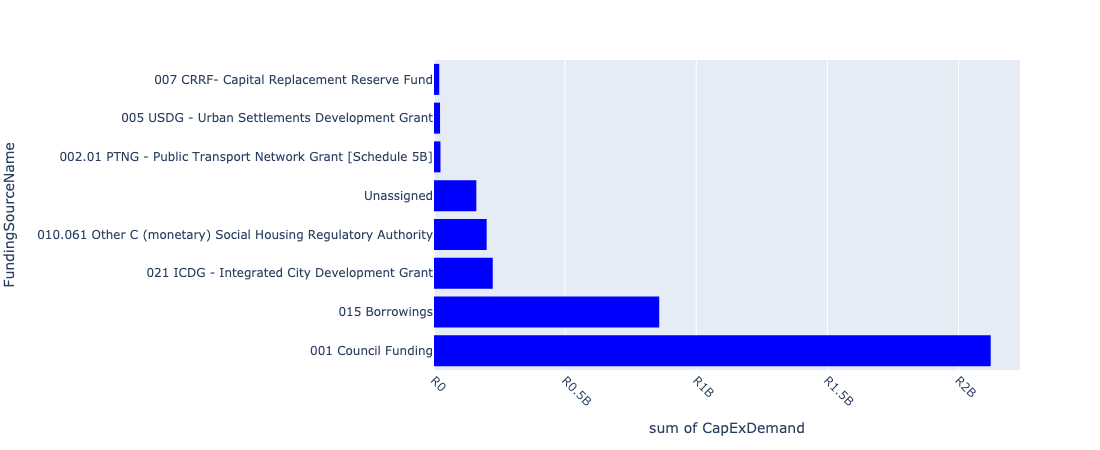 007 CRRF- Capital Replacement Reserve Fund
005 USDG - Urban Settlements Development Grant
002.01 PTNG - Public Transport Network Grant [Schedule 5B]
Unassigned
010.061 Other C (monetary) Social Housing Regulatory Authority
021 ICDG - Integrated City Development Grant
015 Borrowings
001 Council Funding
FundingSourceName
R0
R0.5B
R1B
R1.5B
R2B
sum of CapExDemand